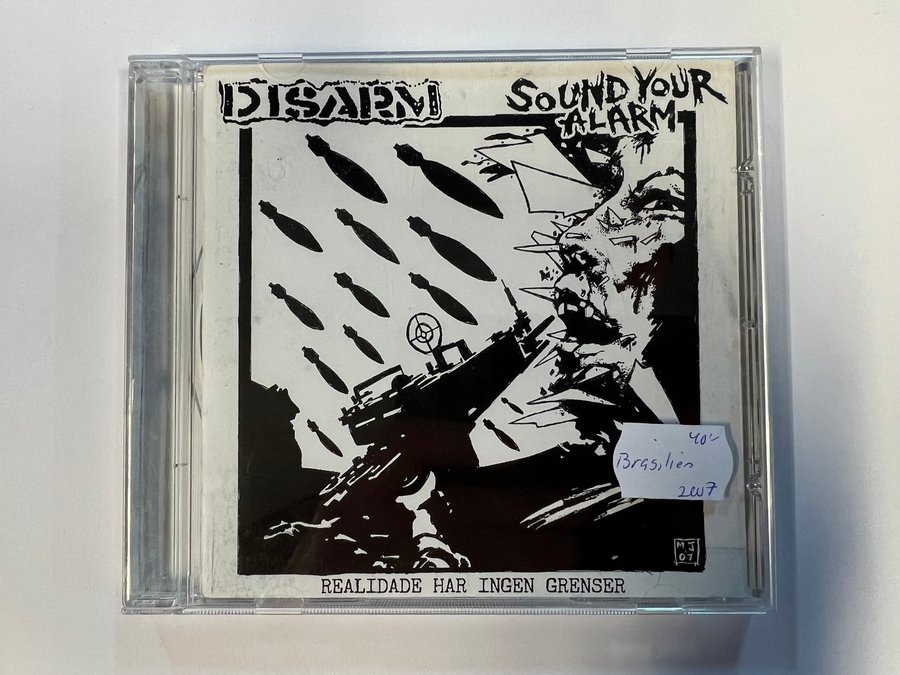 DISARM
SOUND YOUR
ALARM
40:-
Brasilien
2007
MJ
07
REALIDADE HAR INGEN GRENSER